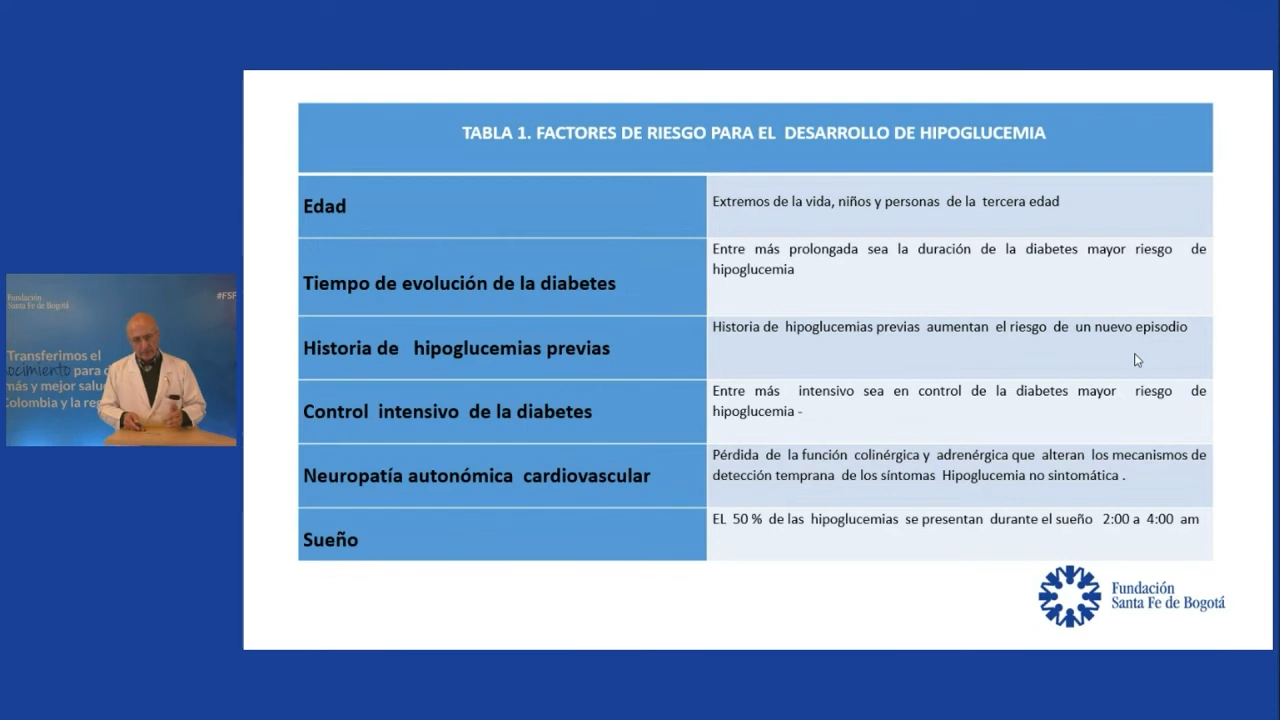 TABLA 1. FACTORES DE RIESGO PARA EL DESARROLLO DE HIPOGLUCEMIA
Edad
Extremos de la vida, niños y personas de la tercera edad
Tiempo de evolución de la diabetes
Entre más prolongada sea la duración de la diabetes mayor riesgo de
hipoglucemia
Historia de hipoglucemias previas
Historia de hipoglucemias previas aumentan el riesgo de un nuevo episodio
Control intensivo de la diabetes
Entre más intensivo sea en control de la diabetes mayor riesgo de
hipoglucemia -
Neuropatía autonómica cardiovascular
Pérdida de la función colinérgica y adrenérgica que alteran los mecanismos de
detección temprana de los síntomas Hipoglucemia no sintomática .
Sueño
EL 50 % de las hipoglucemias se presentan durante el sueño 2:00 a 4:00 am
Fundación
Santa Fe de Bogotá
Fundación
Santa Fe de Bogotá
#FSF
Transferimos el
ocimiento para
más y mejor salu
Colombia y la re